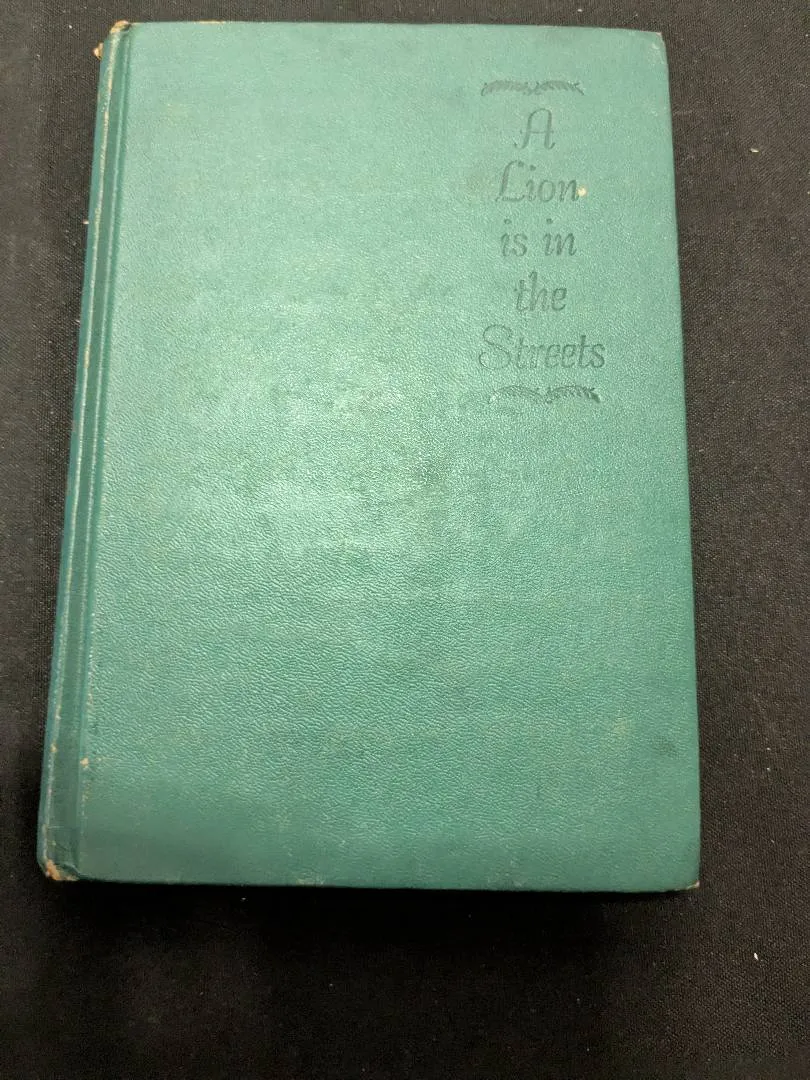 A
Lion
is in
the
Streets